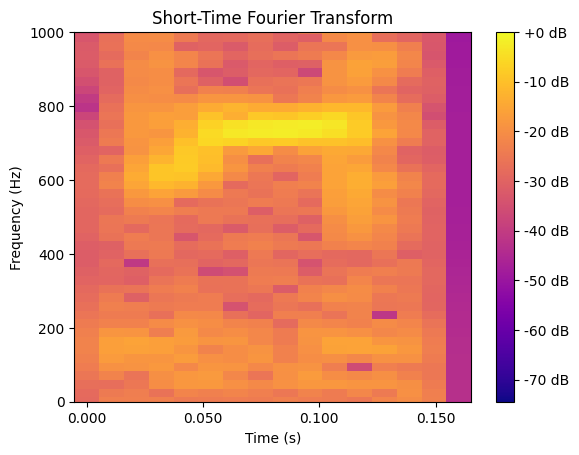 Short-Time Fourier Transform
1000
800
600
400
200
0
Frequency (Hz)
0.000
0.050
0.100
0.150
Time (s)
+0 dB
-10 dB
-20 dB
-30 dB
-40 dB
-50 dB
-60 dB
-70 dB